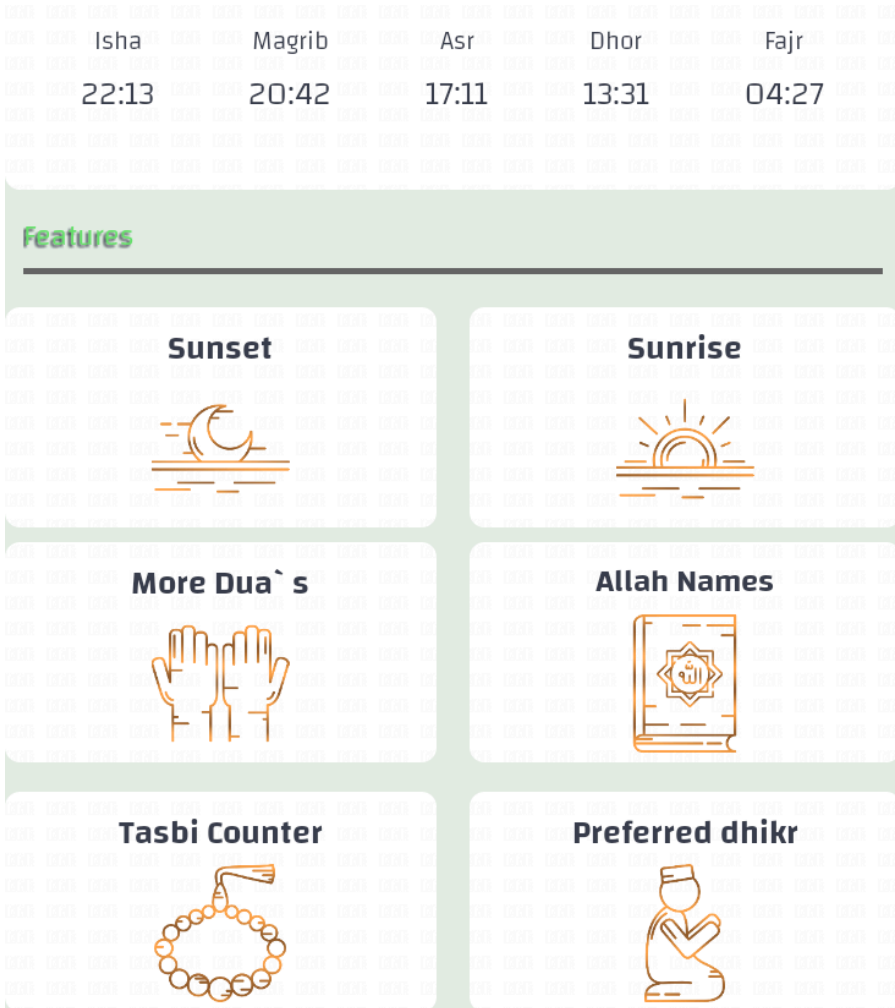 Isha Magrib Asr Dhor Fajr
22:13 20:42 17:11 13:31 04:27
Features
Sunset Sunrise
More Dua` s Allah Names
الله
Tasbi Counter Preferred dhikr